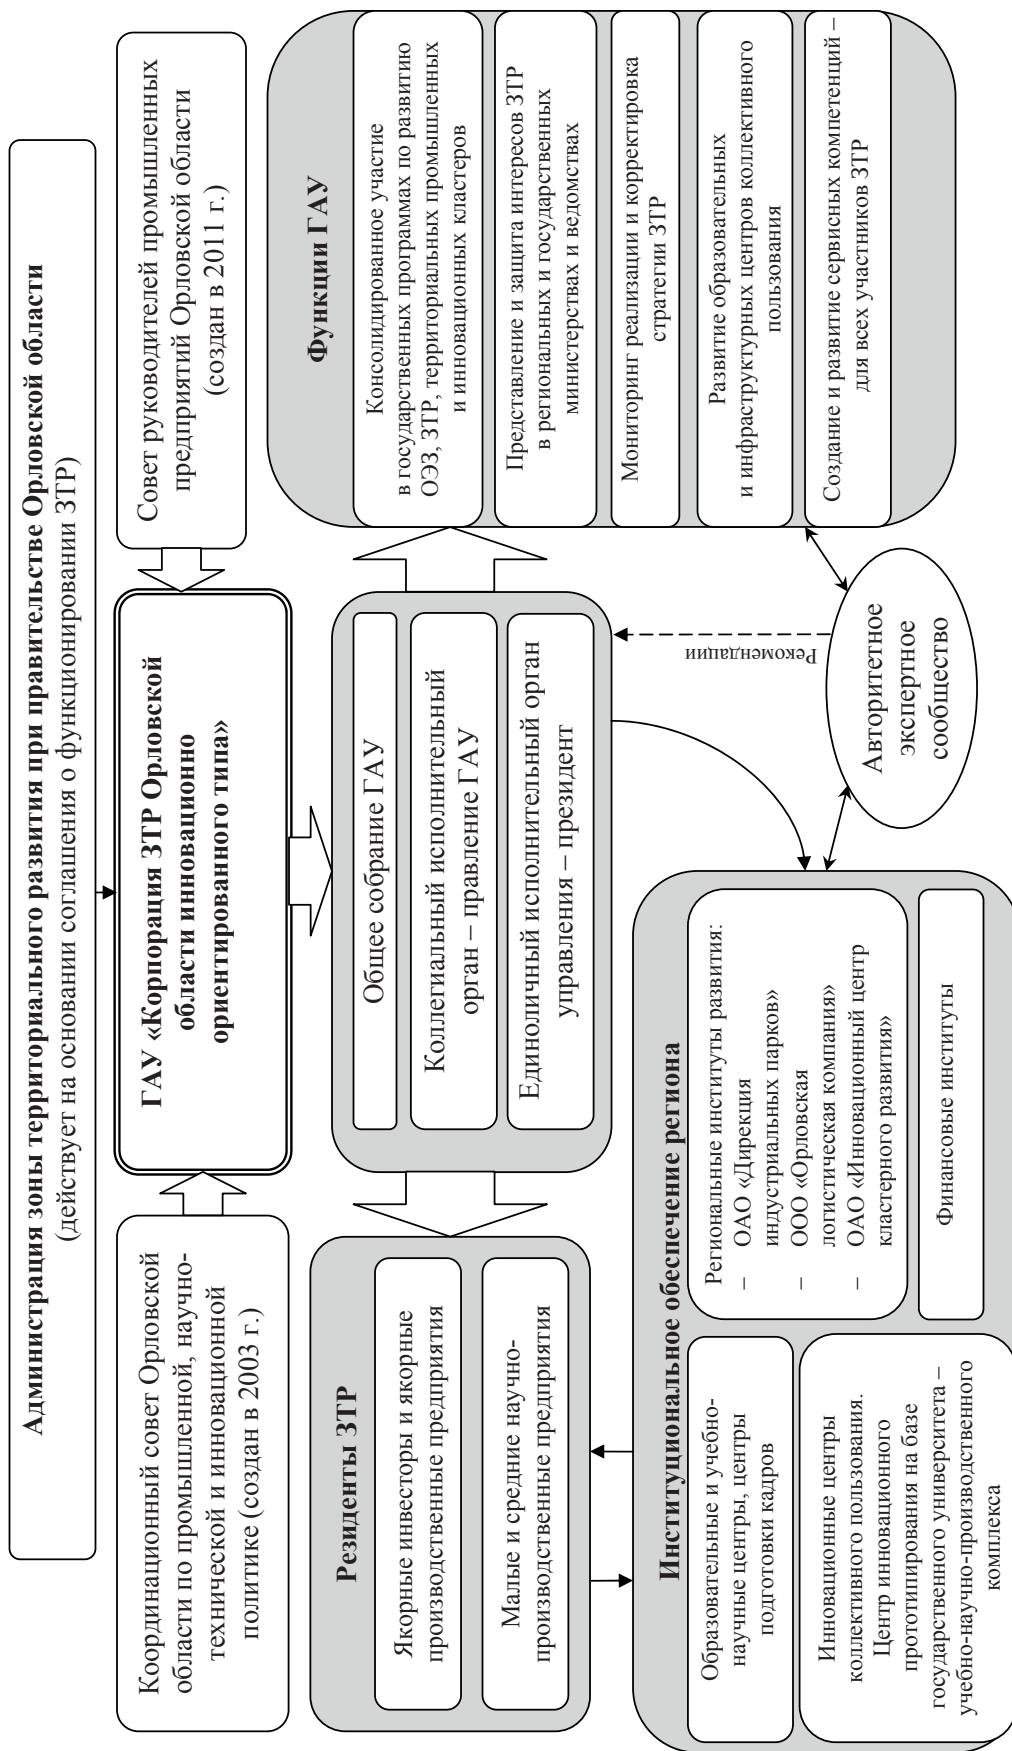 Администрация зоны территориального развития при правительстве Орловской области
(действует на основании соглашения о функционировании ЗТР)
Координационный совет Орловской
области по промышленной, научно-
технической и инновационной
политике (создан в 2003 г.)
ГАУ «Корпорация ЗТР Орловской
области инновационно
ориентированного типа»
Совет руководителей промышленных
предприятий Орловской области
(создан в 2011 г.)
Резиденты ЗТР
Якорные инвесторы и якорные
производственные предприятия
Малые и средние научно-
производственные предприятия
Общее собрание ГАУ
Коллегиальный исполнительный
орган – правление ГАУ
Единоличный исполнительный орган
управления – президент
Функции ГАУ
Консолидированное участие
в государственных программах по развитию
ОЭЗ, ЗТР, территориальных промышленных
и инновационных кластеров
Представление и защита интересов ЗТР
в региональных и государственных
министерствах и ведомствах
Мониторинг реализации и корректировка
стратегии ЗТР
Развитие образовательных
и инфраструктурных центров коллективного
пользования
Создание и развитие сервисных компетенций –
для всех участников ЗТР
Рекомендации
Институциональное обеспечение региона
Образовательные и учебно-
научные центры, центры
подготовки кадров
Инновационные центры
коллективного пользования.
Центр инновационного
прототипирования на базе
государственного университета –
учебно-научно-производственного
комплекса
Региональные институты развития:
– ОАО «Дирекция
индустриальных парков»
– ООО «Орловская
логистическая компания»
– ОАО «Инновационный центр
кластерного развития»
Финансовые институты
Авторитетное
экспертное
сообщество